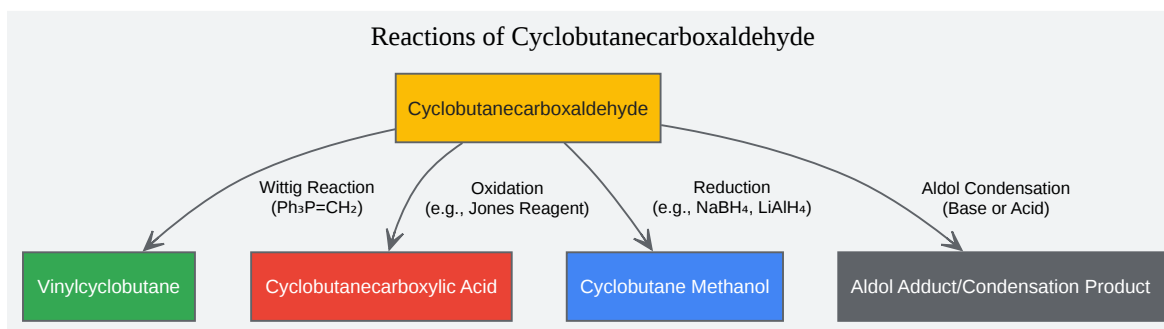 Reactions of Cyclobutanecarboxaldehyde
Cyclobutanecarboxaldehyde
Wittig Reaction
(Ph₃P=CH₂)
Oxidation
(e.g., Jones Reagent)
Reduction
(e.g., NaBH₄, LiAlH₄)
Aldol Condensation
(Base or Acid)
Vinylcyclobutane
Cyclobutanecarboxylic Acid
Cyclobutane Methanol
Aldol Adduct/Condensation Product